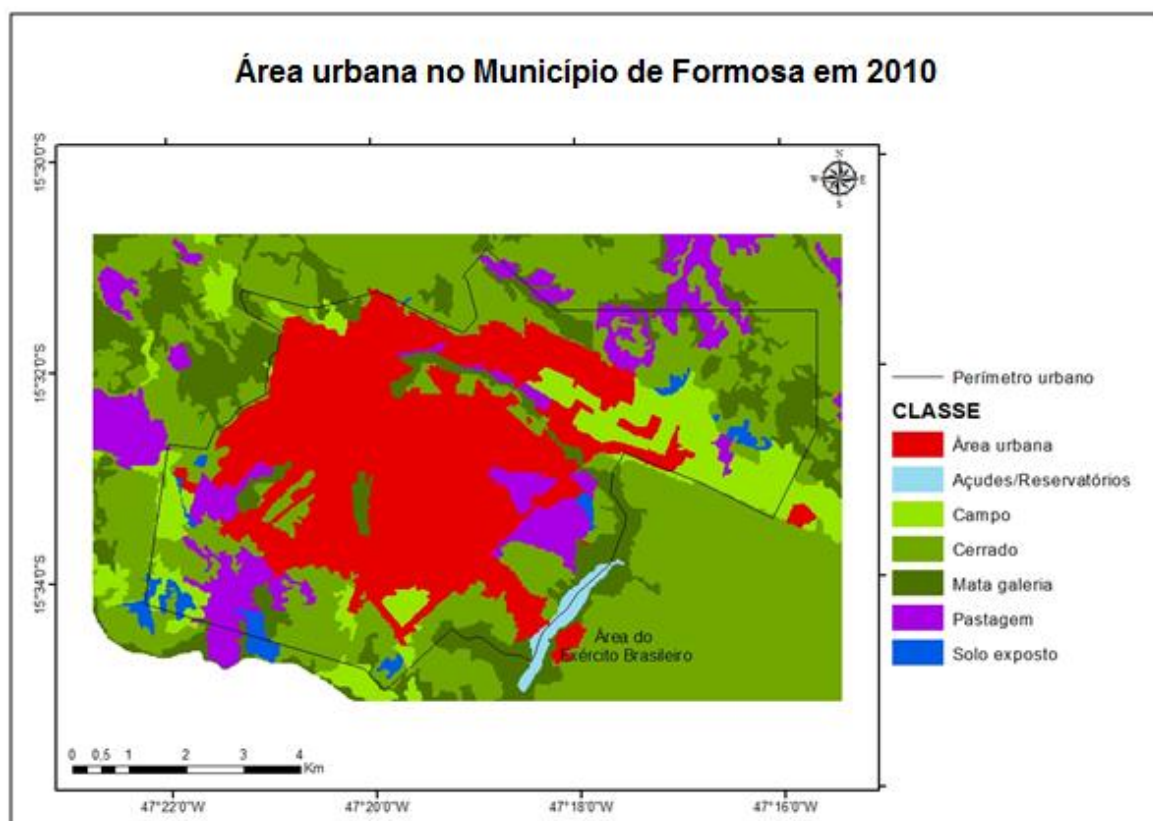 Área urbana no Município de Formosa em 2010
15°30'0"S
15°32'0"S
15°34'0"S
S
W
E
S
Área do
Exército Brasileiro
Perímetro urbano
CLASSE
Área urbana
Açudes/Reservatórios
Campo
Cerrado
Mata galeria
Pastagem
Solo exposto
0 0,5 1 2 3 4
Km
47°22'0"W 47°20'0"W 47°18'0"W 47°16'0"W